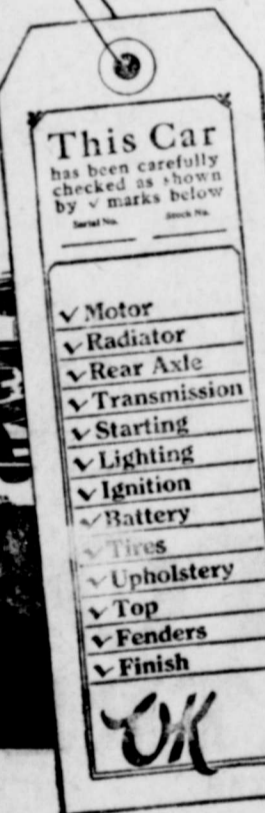 This Car
has been carefully
checked as shown
by ✓ marks below
Serial No. Stock No.
✓ Motor
✓ Radiator
✓ Rear Axle
✓ Transmission
✓ Starting
✓ Lighting
✓ Ignition
✓ Battery
✓ Tires
✓ Upholstery
✓ Top
✓ Fenders
✓ Finish
OK